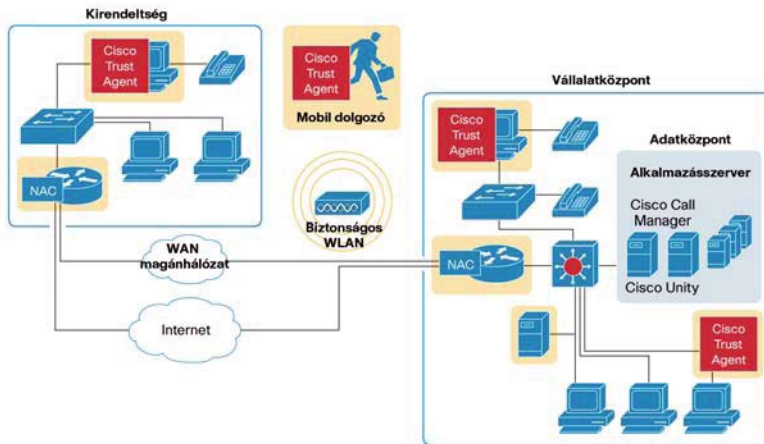 Kirendeltség
Cisco
Trust
Agent
NAC
Cisco
Trust
Agent
Mobil dolgozó
Biztonságos
WLAN
WAN
magánhálózat
Internet
Vállalatközpont
Cisco
Trust
Agent
NAC
Adatközpont
Alkalmazásszerver
Cisco Call
Manager
Cisco Unity
Cisco
Trust
Agent